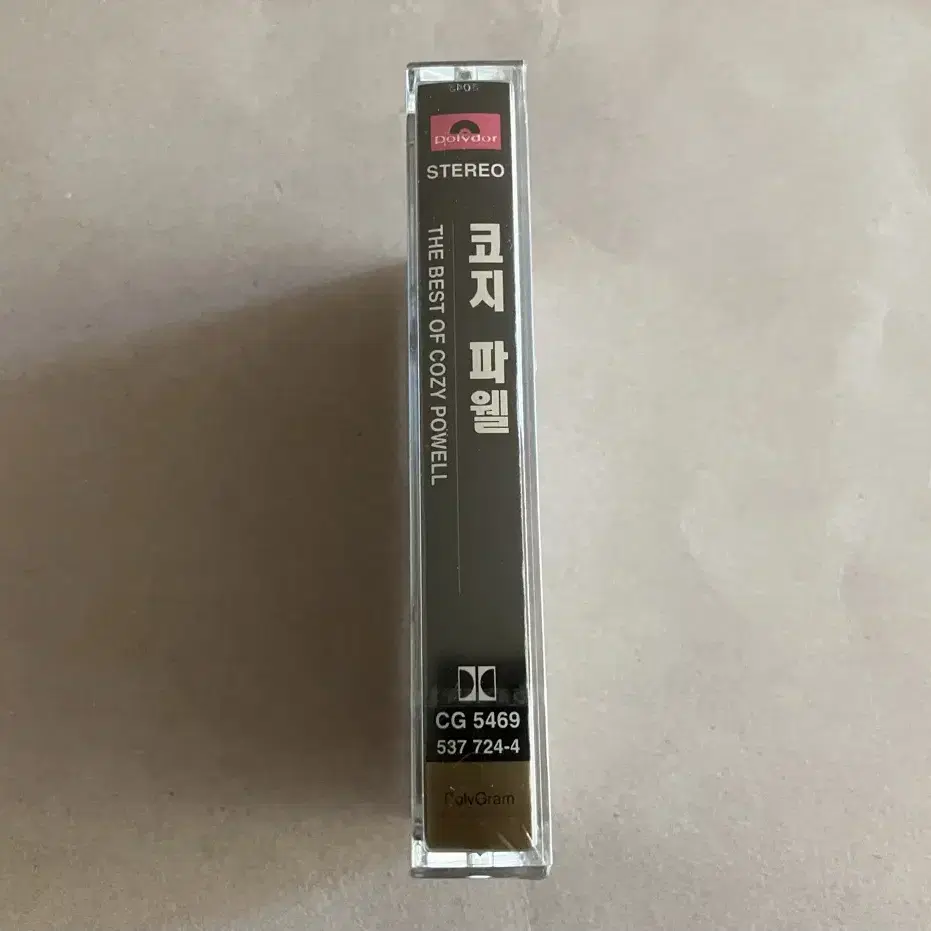 polydor
STEREO
코지 파웰
THE BEST OF COZY POWELL
CG 5469
537 724-4
PolyGram